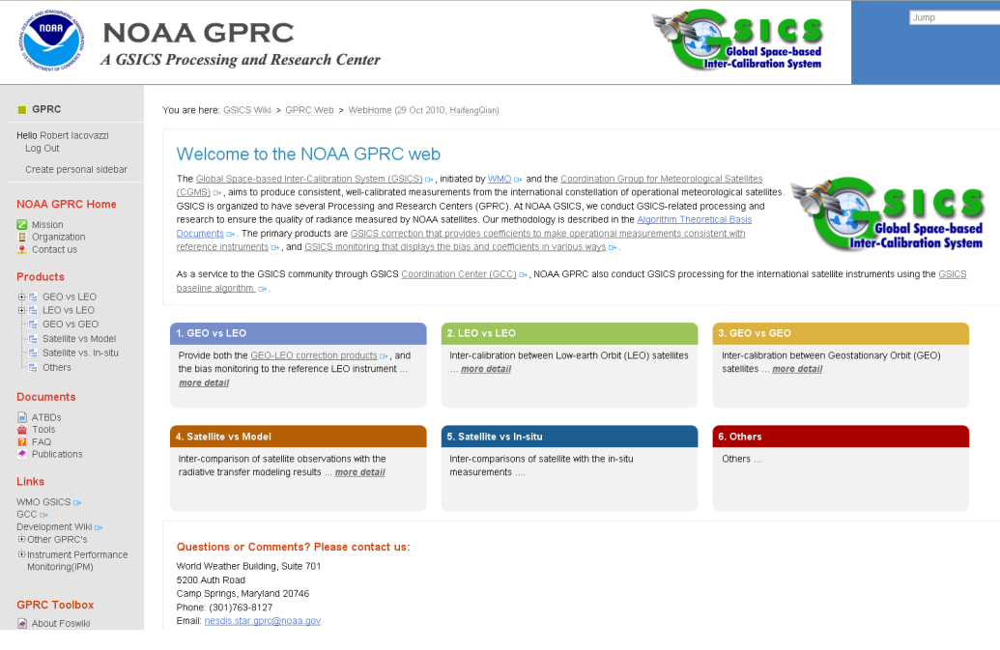 NOAA
NOAA GPRC
A GSICS Processing and Research Center
GSICS
Global Space-based
Inter-Calibration System
Jump
GPRC
Hello Robert Iacovazzi
Log Out
Create personal sidebar
NOAA GPRC Home
Mission
Organization
Contact us
Products
GEO vs LEO
LEO vs LEO
GEO vs GEO
Satellite vs Model
Satellite vs. In-situ
Others
Documents
ATBDs
Tools
FAQ
Publications
Links
WMO GSICS
GCC
Development Wiki
Other GPRC's
Instrument Performance
Monitoring(IPM)
GPRC Toolbox
About Foswiki
You are here: GSICS Wiki > GPRC Web > WebHome (29 Oct 2010, HaifengQian)
Welcome to the NOAA GPRC web
The Global Space-based Inter-Calibration System (GSICS) , initiated by WMO and the Coordination Group for Meteorological Satellites
(CGMS) , aims to produce consistent, well-calibrated measurements from the international constellation of operational meteorological satellites.
GSICS is organized to have several Processing and Research Centers (GPRC). At NOAA GSICS, we conduct GSICS-related processing and
research to ensure the quality of radiance measured by NOAA satellites. Our methodology is described in the Algorithm Theoretical Basis
Documents . The primary products are GSICS correction that provides coefficients to make operational measurements consistent with
reference instruments , and GSICS monitoring that displays the bias and coefficients in various ways .
GSICS
Global Space-based
Inter-Calibration System
As a service to the GSICS community through GSICS Coordination Center (GCC) , NOAA GPRC also conduct GSICS processing for the international satellite instruments using the GSICS
baseline algorithm .
1. GEO vs LEO
Provide both the GEO-LEO correction products , and
the bias monitoring to the reference LEO instrument ...
more detail
2. LEO vs LEO
Inter-calibration between Low-earth Orbit (LEO) satellites
... more detail
3. GEO vs GEO
Inter-calibration between Geostationary Orbit (GEO)
satellites ... more detail
4. Satellite vs Model
Inter-comparison of satellite observations with the
radiative transfer modeling results ... more detail
5. Satellite vs In-situ
Inter-comparisons of satellite with the in-situ
measurements ....
6. Others
Others ...
Questions or Comments? Please contact us:
World Weather Building, Suite 701
5200 Auth Road
Camp Springs, Maryland 20746
Phone: (301)763-8127
Email: nesdis.star.gprc@noaa.gov